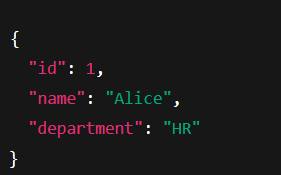 {
  "id": 1,
  "name": "Alice",
  "department": "HR"
}